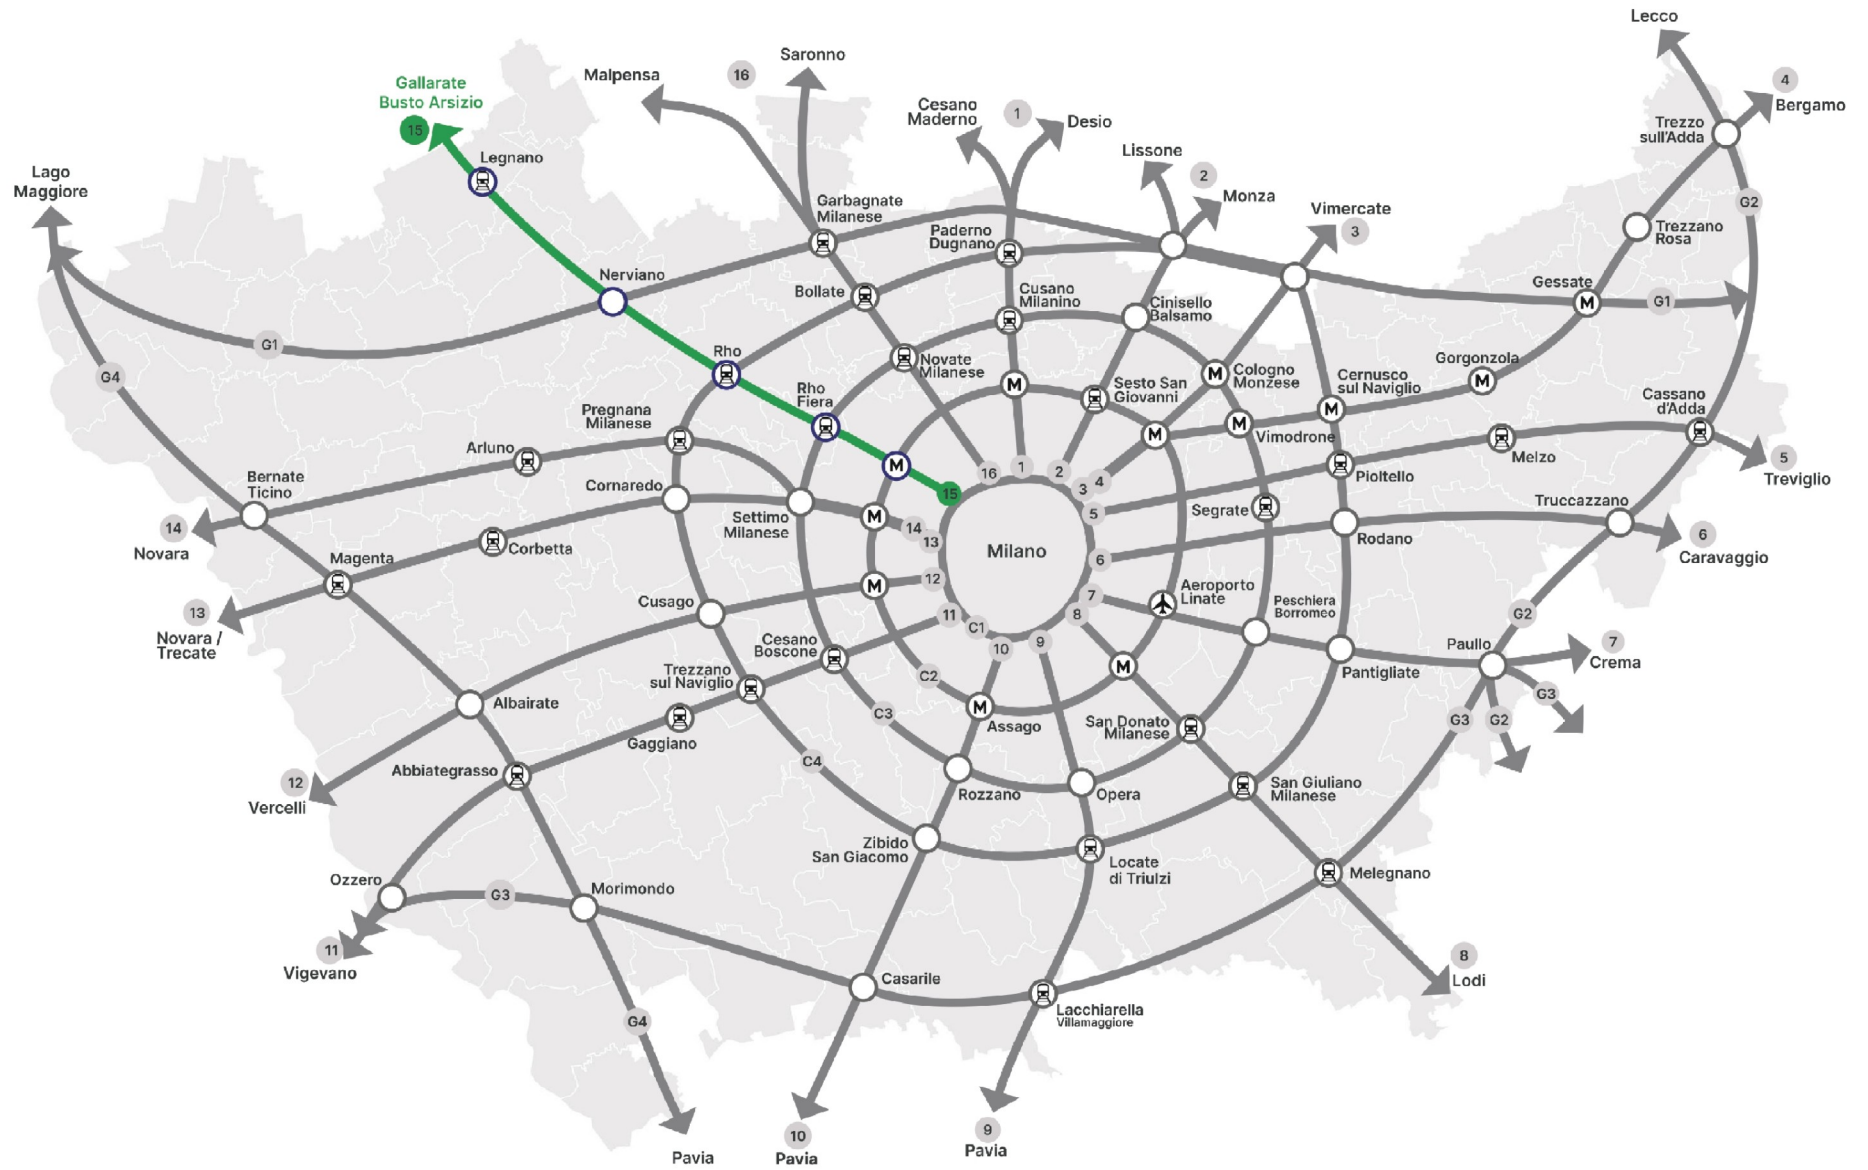 Lecco
Saronno
16
Malpensa
4
Bergamo
Gallarate
Busto Arsizio
15
Cesano
Maderno
1
Desio
Trezzo
sull'Adda
Lissone
2
Monza
Legnano
Lago
Maggiore
Garbagnate
Milanese
Vimercate
3
G2
Paderno
Dugnano
Trezzano
Rosa
Nerviano
Bollate
Cusano
Milanino
Cinisello
Balsamo
Gessate
M
G1
G1
Rho
Novate
Milanese
M
Sesto San
Giovanni
M
Cologno
Monzese
Cernusco
sul Naviglio
M
Gorgonzola
M
G4
Rho
Fiera
Cassano
d'Adda
Pregnana
Milanese
M
Vimodrone
M
Arluno
M
Melzo
5
Treviglio
Pioltello
Bernate
Ticino
Cornaredo
15
16
1
2
3
4
5
Settimo
Milanese
M
14
13
Segrate
Truccazzano
14
Novara
Corbetta
Milano
Rodano
6
Caravaggio
Magenta
6
M
12
Aeroporto
Linate
13
Novara /
Trecate
Cusago
11
C1
10
9
8
7
Peschiera
Borromeo
G2
Cesano
Boscone
Paullo
7
Crema
Trezzano
sul Naviglio
C2
M
Pantigliate
G3
Albairate
C3
M
Assago
San Donato
Milanese
G3
G2
Gaggiano
C4
Abbiategrasso
12
Vercelli
Rozzano
Opera
San Giuliano
Milanese
Zibido
San Giacomo
Locate
di Triulzi
Melegnano
Ozzero
G3
Morimondo
11
Vigevano
8
Lodi
Casarile
Lacchiarella
Villamaggiore
G4
Pavia
10
Pavia
9
Pavia